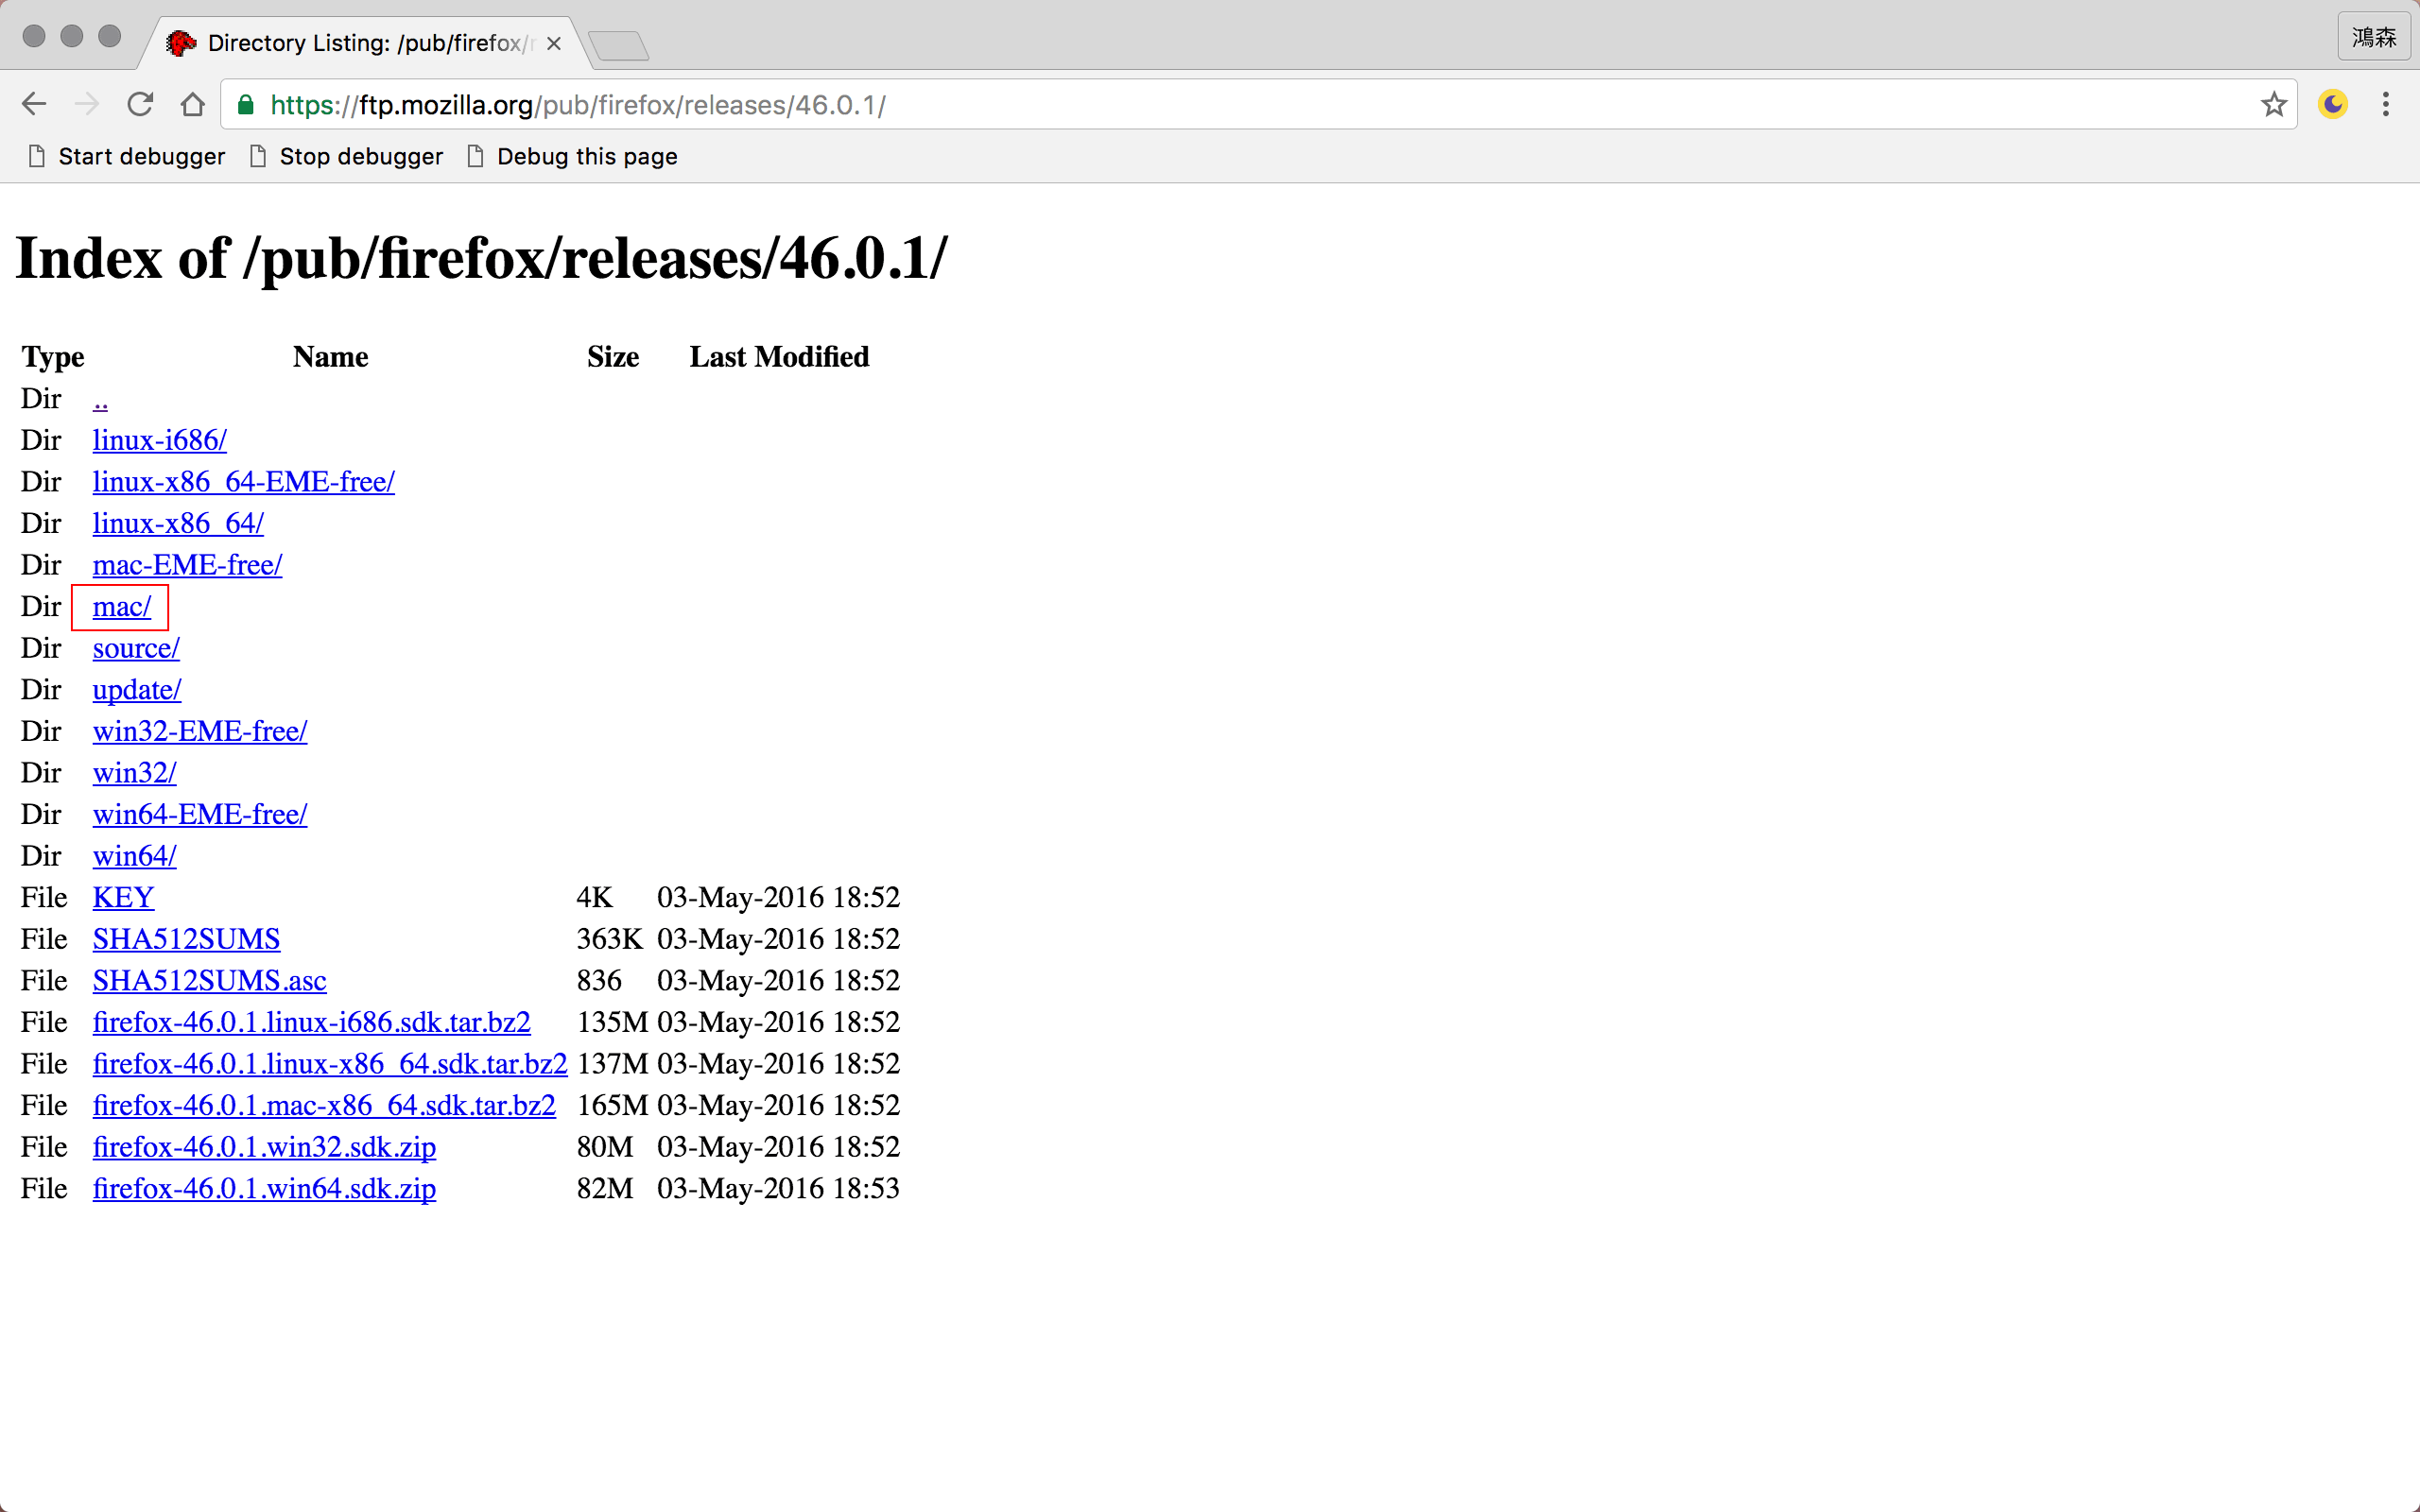 Directory Listing: /pub/firefox/
鴻森
https://ftp.mozilla.org/pub/firefox/releases/46.0.1/
Start debugger Stop debugger Debug this page
Index of /pub/firefox/releases/46.0.1/
Type Name Size Last Modified
Dir ..
Dir linux-i686/
Dir linux-x86_64-EME-free/
Dir linux-x86_64/
Dir mac-EME-free/
Dir mac/
Dir source/
Dir update/
Dir win32-EME-free/
Dir win32/
Dir win64-EME-free/
Dir win64/
File KEY 4K 03-May-2016 18:52
File SHA512SUMS 363K 03-May-2016 18:52
File SHA512SUMS.asc 836 03-May-2016 18:52
File firefox-46.0.1.linux-i686.sdk.tar.bz2 135M 03-May-2016 18:52
File firefox-46.0.1.linux-x86_64.sdk.tar.bz2 137M 03-May-2016 18:52
File firefox-46.0.1.mac-x86_64.sdk.tar.bz2 165M 03-May-2016 18:52
File firefox-46.0.1.win32.sdk.zip 80M 03-May-2016 18:52
File firefox-46.0.1.win64.sdk.zip 82M 03-May-2016 18:53